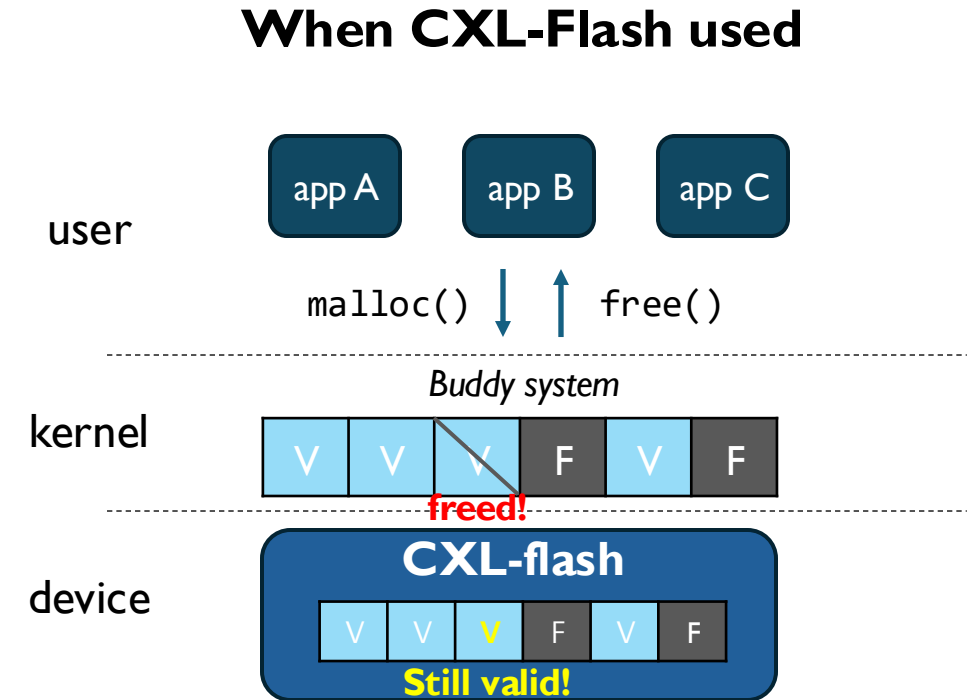 When CXL-Flash used
app A app B app C
user
malloc() free()
Buddy system
kernel
V V V F V F
freed!
CXL-flash
device
V V V F V F
Still valid!